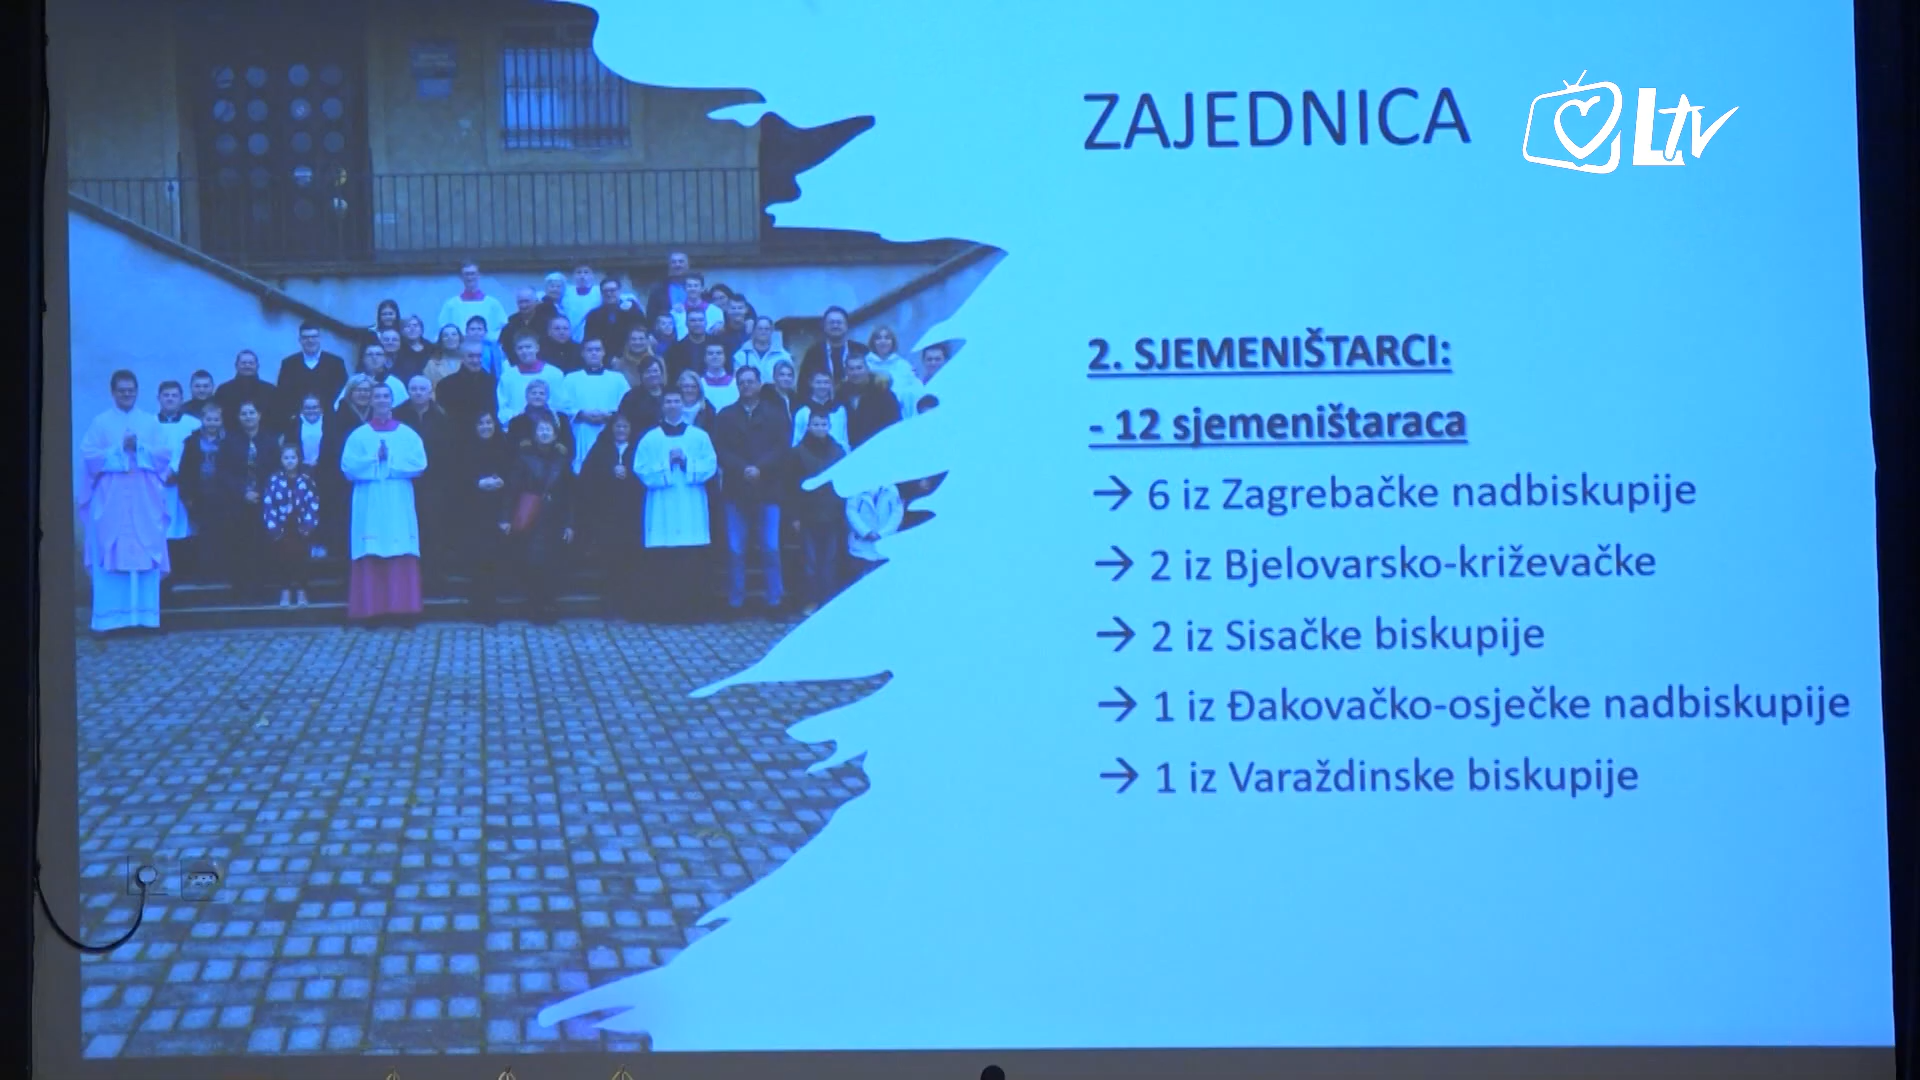 ZAJEDNICA
Ltv
2. SJEMENIŠTARCI:
- 12 sjemeništaraca
→ 6 iz Zagrebačke nadbiskupije
→ 2 iz Bjelovarsko-križevačke
→ 2 iz Sisačke biskupije
→ 1 iz Đakovačko-osječke nadbiskupije
→ 1 iz Varaždinske biskupije